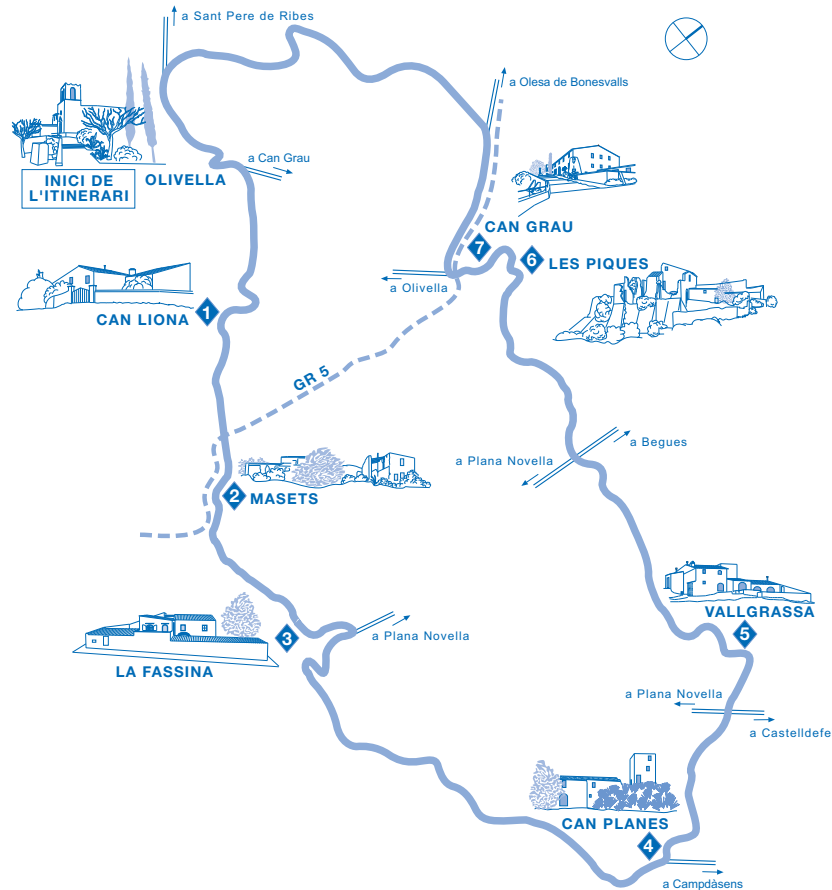 a Sant Pere de Ribes
a Olesa de Bonesvalls
a Can Grau
INICI DE
L'ITINERARI
OLIVELLA
CAN GRAU
7
6
LES PIQUES
a Olivella
CAN LIONA
1
GR 5
a Begues
a Plana Novella
2
MASETS
VALLGRASSA
5
3
a Plana Novella
LA FASSINA
a Plana Novella
a Castelldefe
CAN PLANES
4
a Campdàsens